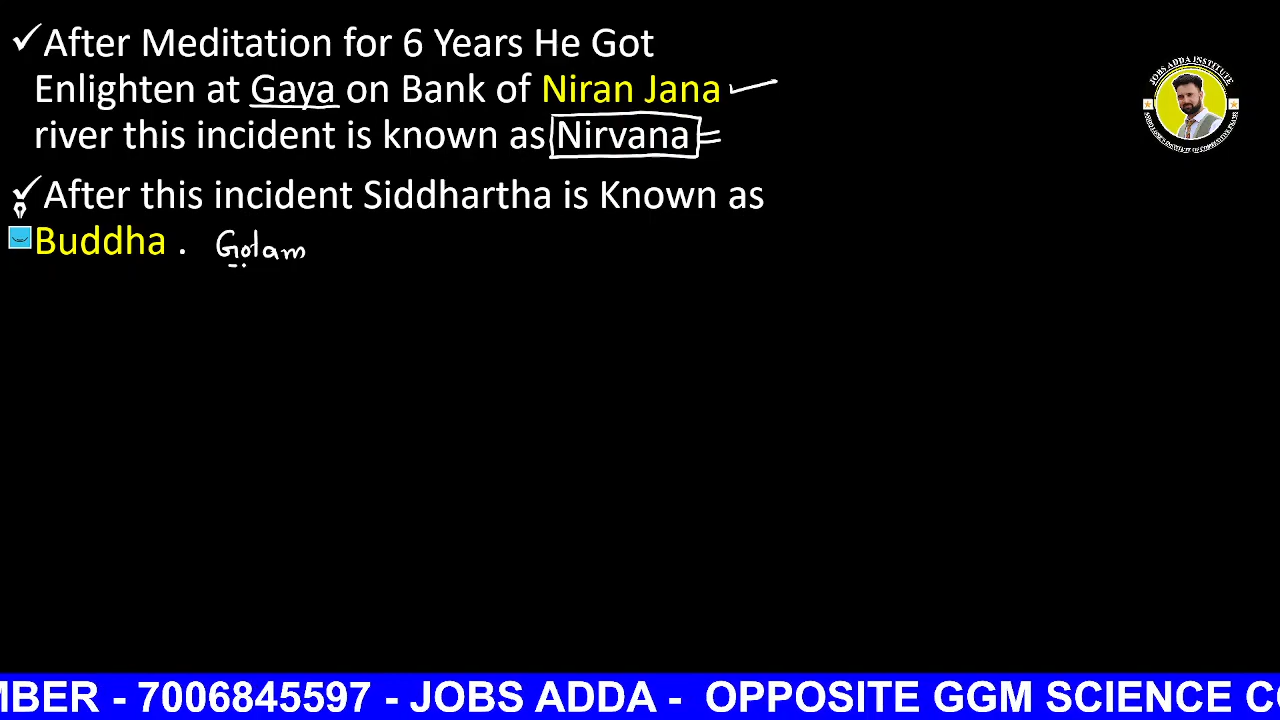 ✓After Meditation for 6 Years He Got
Enlighten at Gaya on Bank of Niran Jana
river this incident is known as Nirvana
✓After this incident Siddhartha is Known as
Buddha . Golam
JOBS ADDA INSTITUTE
MBER - 7006845597 - JOBS ADDA - OPPOSITE GGM SCIENCE CO